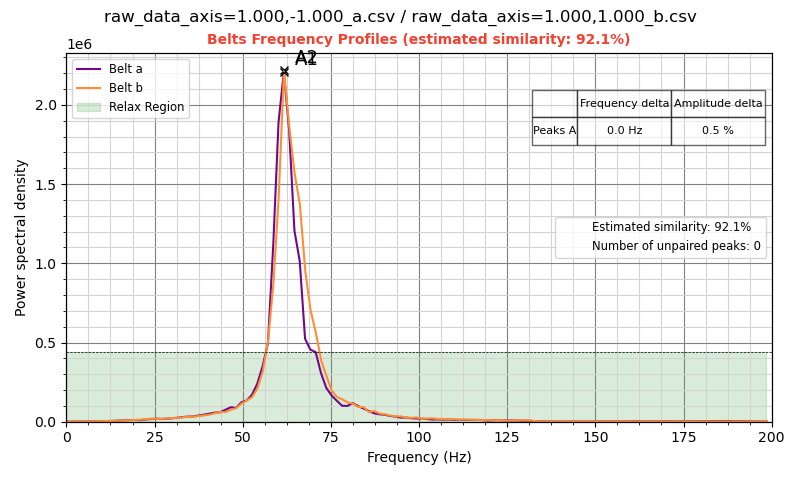 raw_data_axis=1.000,-1.000_a.csv / raw_data_axis=1.000,1.000_b.csv
Belts Frequency Profiles (estimated similarity: 92.1%)
1e6
Belt a
Belt b
Relax Region
Frequency delta Amplitude delta
Peaks A 0.0 Hz 0.5 %
Estimated similarity: 92.1%
Number of unpaired peaks: 0
Power spectral density
2.0
1.5
1.0
0.5
0.0
0 25 50 75 100 125 150 175 200
Frequency (Hz)